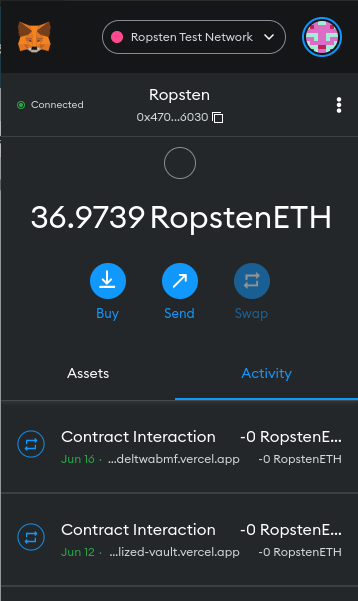 Ropsten Test Network
Connected
Ropsten
0x470...6030
36.9739 RopstenETH
Buy
Send
Swap
Assets
Activity
Contract Interaction -0 RopstenE...
Jun 16 · ...deltwabmf.vercel.app -0 RopstenETH
Contract Interaction -0 RopstenE...
Jun 12 · ...lized-vault.vercel.app -0 RopstenETH